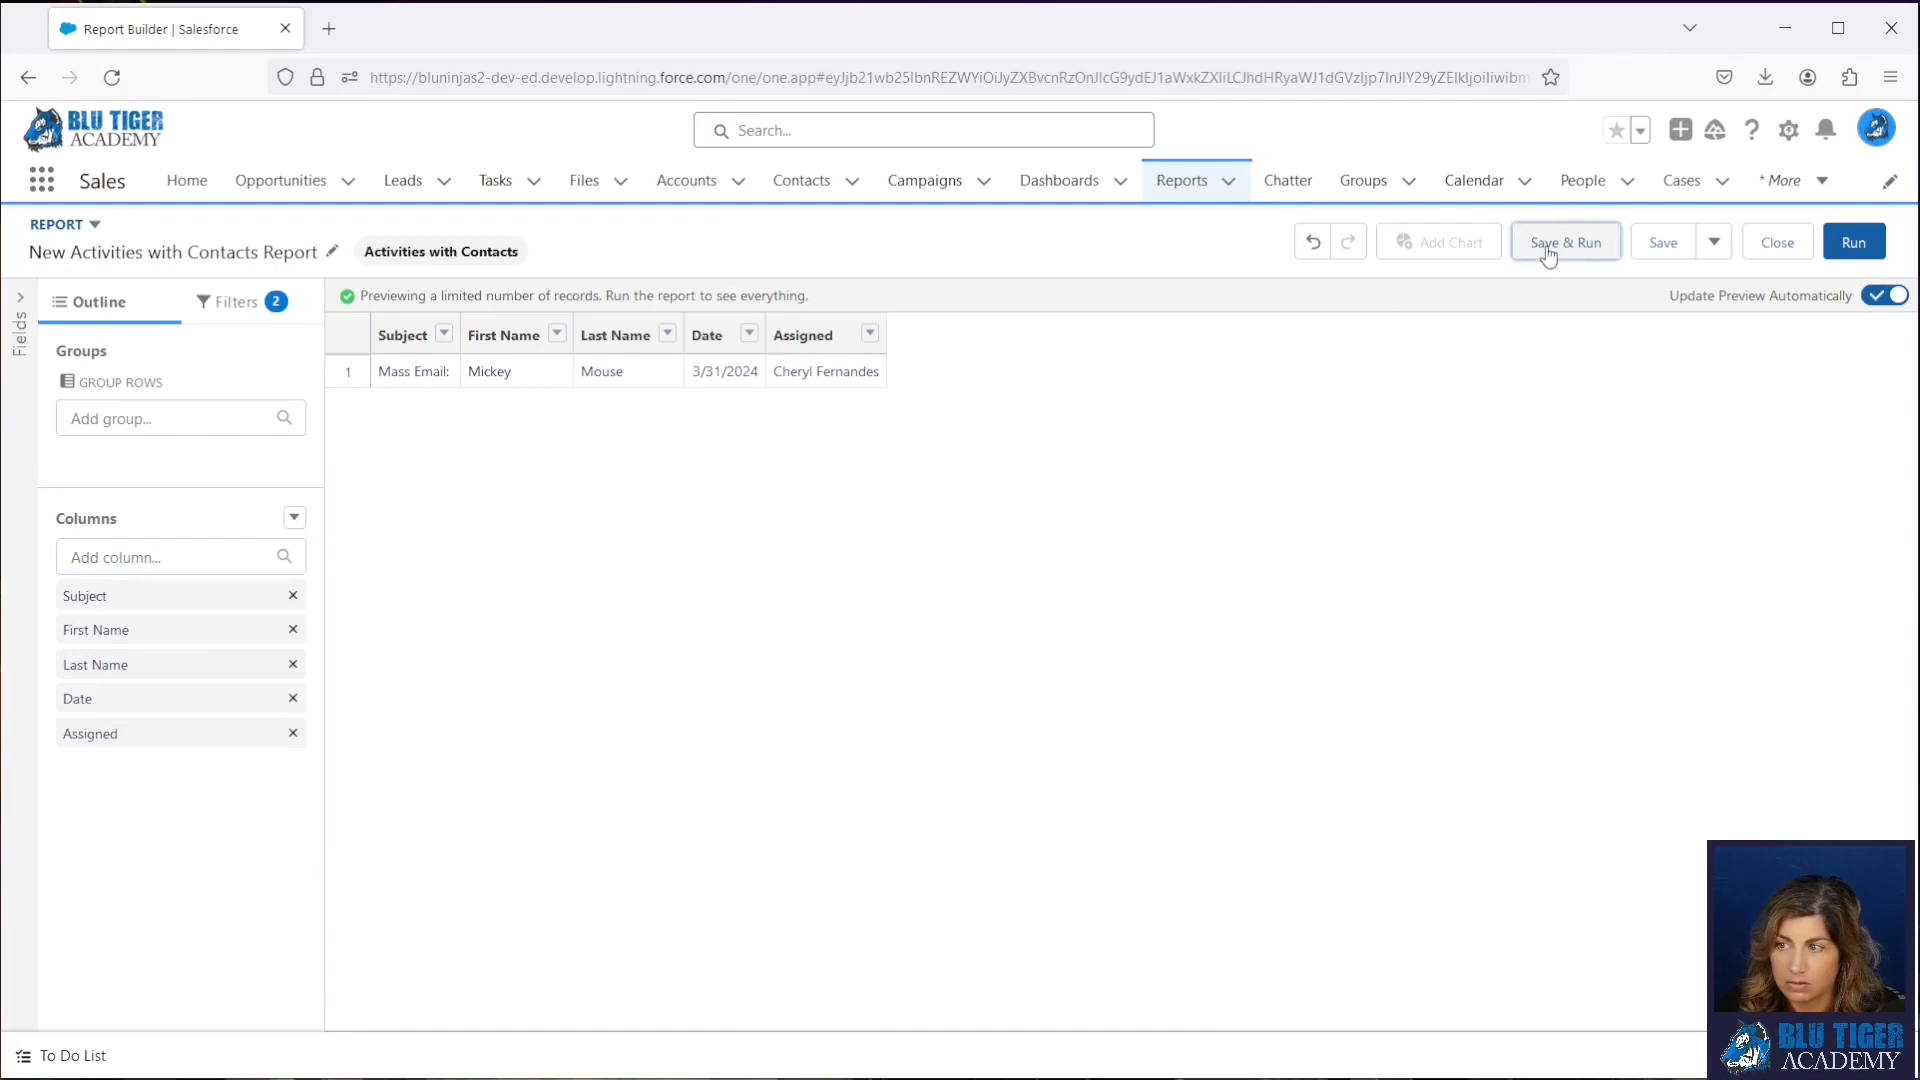 Report Builder | Salesforce
https://bluninjas2-dev-ed.develop.lightning.force.com/one/one.app#
BLU TIGER
ACADEMY
Search...
Sales Home Opportunities Leads Tasks Files Accounts Contacts Campaigns Dashboards Reports Chatter Groups Calendar People Cases * More
REPORT
New Activities with Contacts Report Activities with Contacts
Add Chart Save & Run Save Close Run
Fields
Outline Filters 2
Previewing a limited number of records. Run the report to see everything. Update Preview Automatically
Groups
GROUP ROWS
Add group...
Subject First Name Last Name Date Assigned
1 Mass Email: Mickey Mouse 3/31/2024 Cheryl Fernandes
Columns
Add column...
Subject
First Name
Last Name
Date
Assigned
To Do List
BLU TIGER
ACADEMY